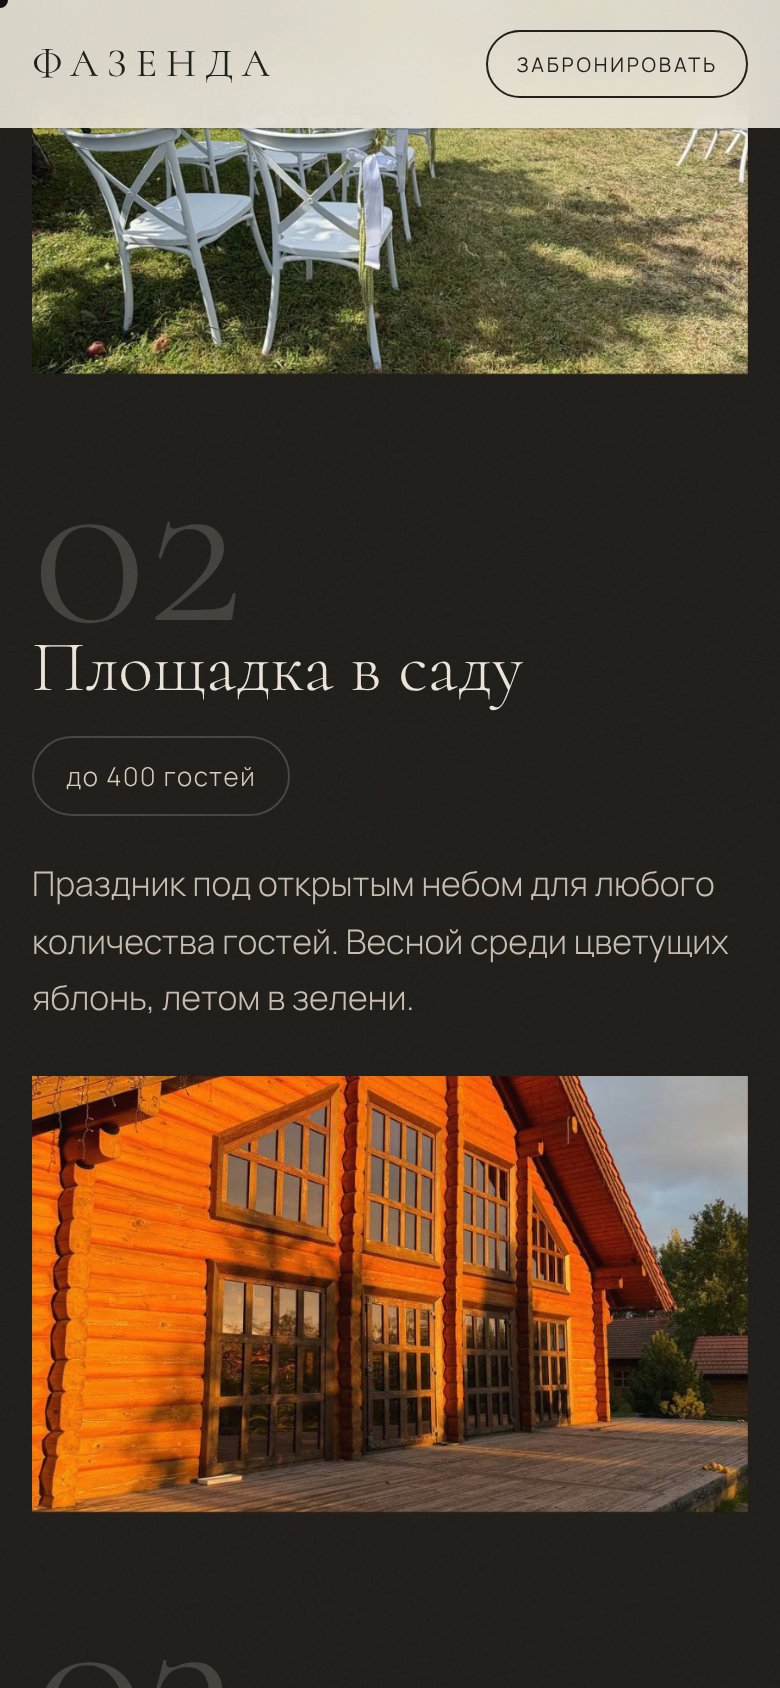 ФАЗЕНДА
ЗАБРОНИРОВАТЬ
02
Площадка в саду
до 400 гостей
Праздник под открытым небом для любого
количества гостей. Весной среди цветущих
яблонь, летом в зелени.